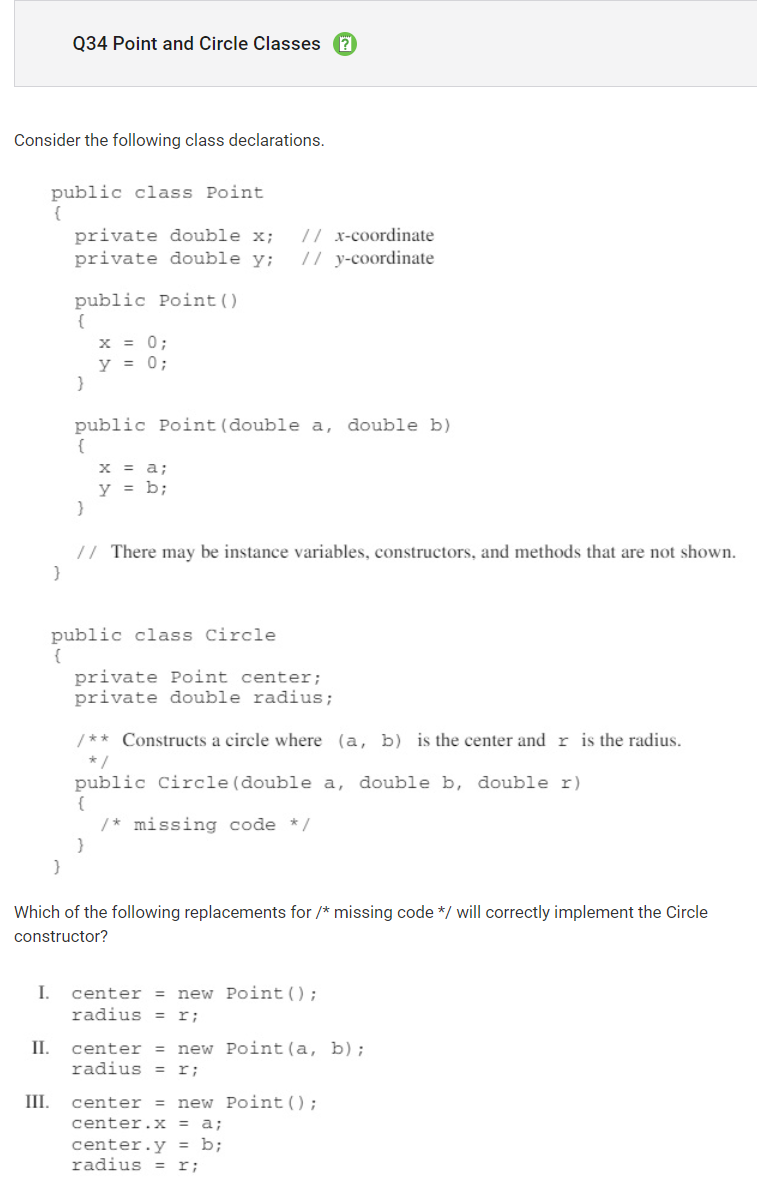 Q34 Point and Circle Classes
Consider the following class declarations.
public class Point
{
private double x; // x-coordinate
private double y; // y-coordinate
public Point()
{
x = 0;
y = 0;
}
public Point(double a, double b)
{
x = a;
y = b;
}
// There may be instance variables, constructors, and methods that are not shown.
}
public class Circle
{
private Point center;
private double radius;
/** Constructs a circle where (a, b) is the center and r is the radius.
*/
public Circle(double a, double b, double r)
{
/* missing code */
}
}
Which of the following replacements for /* missing code */ will correctly implement the Circle
constructor?
I. center = new Point();
radius = r;
II. center = new Point(a, b);
radius = r;
III. center = new Point();
center.x = a;
center.y = b;
radius = r;